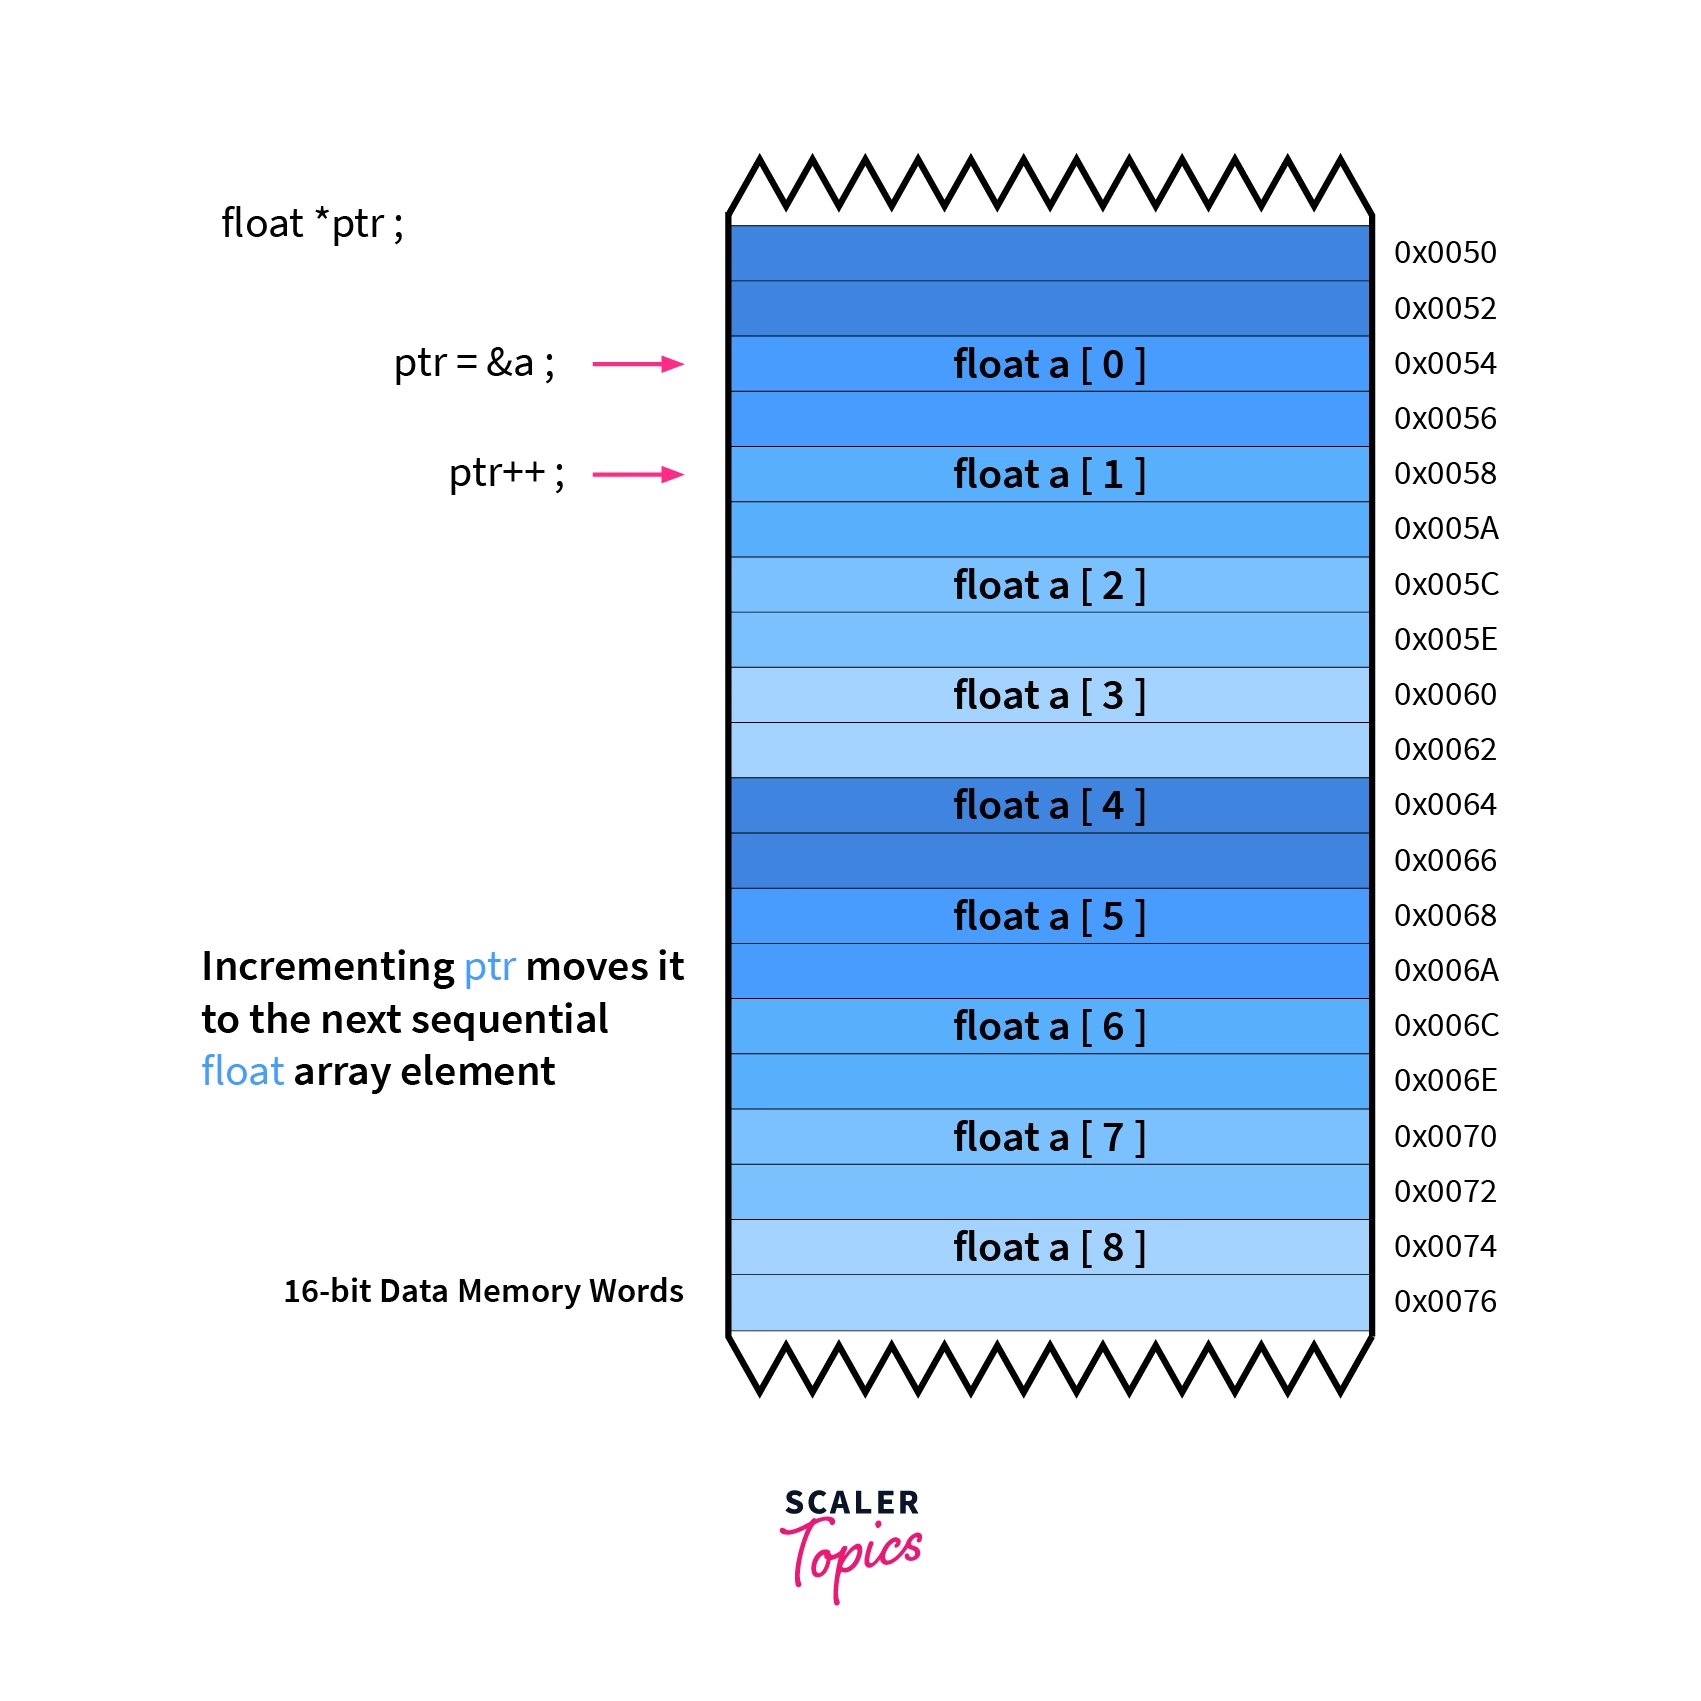 float *ptr ;
0x0050
0x0052
ptr = &a ;
float a [ 0 ]
0x0054
0x0056
ptr++ ;
float a [ 1 ]
0x0058
0x005A
float a [ 2 ]
0x005C
0x005E
float a [ 3 ]
0x0060
0x0062
float a [ 4 ]
0x0064
0x0066
float a [ 5 ]
0x0068
Incrementing ptr moves it
to the next sequential
float array element
0x006A
float a [ 6 ]
0x006C
0x006E
float a [ 7 ]
0x0070
0x0072
float a [ 8 ]
0x0074
16-bit Data Memory Words
0x0076
SCALER
Topics